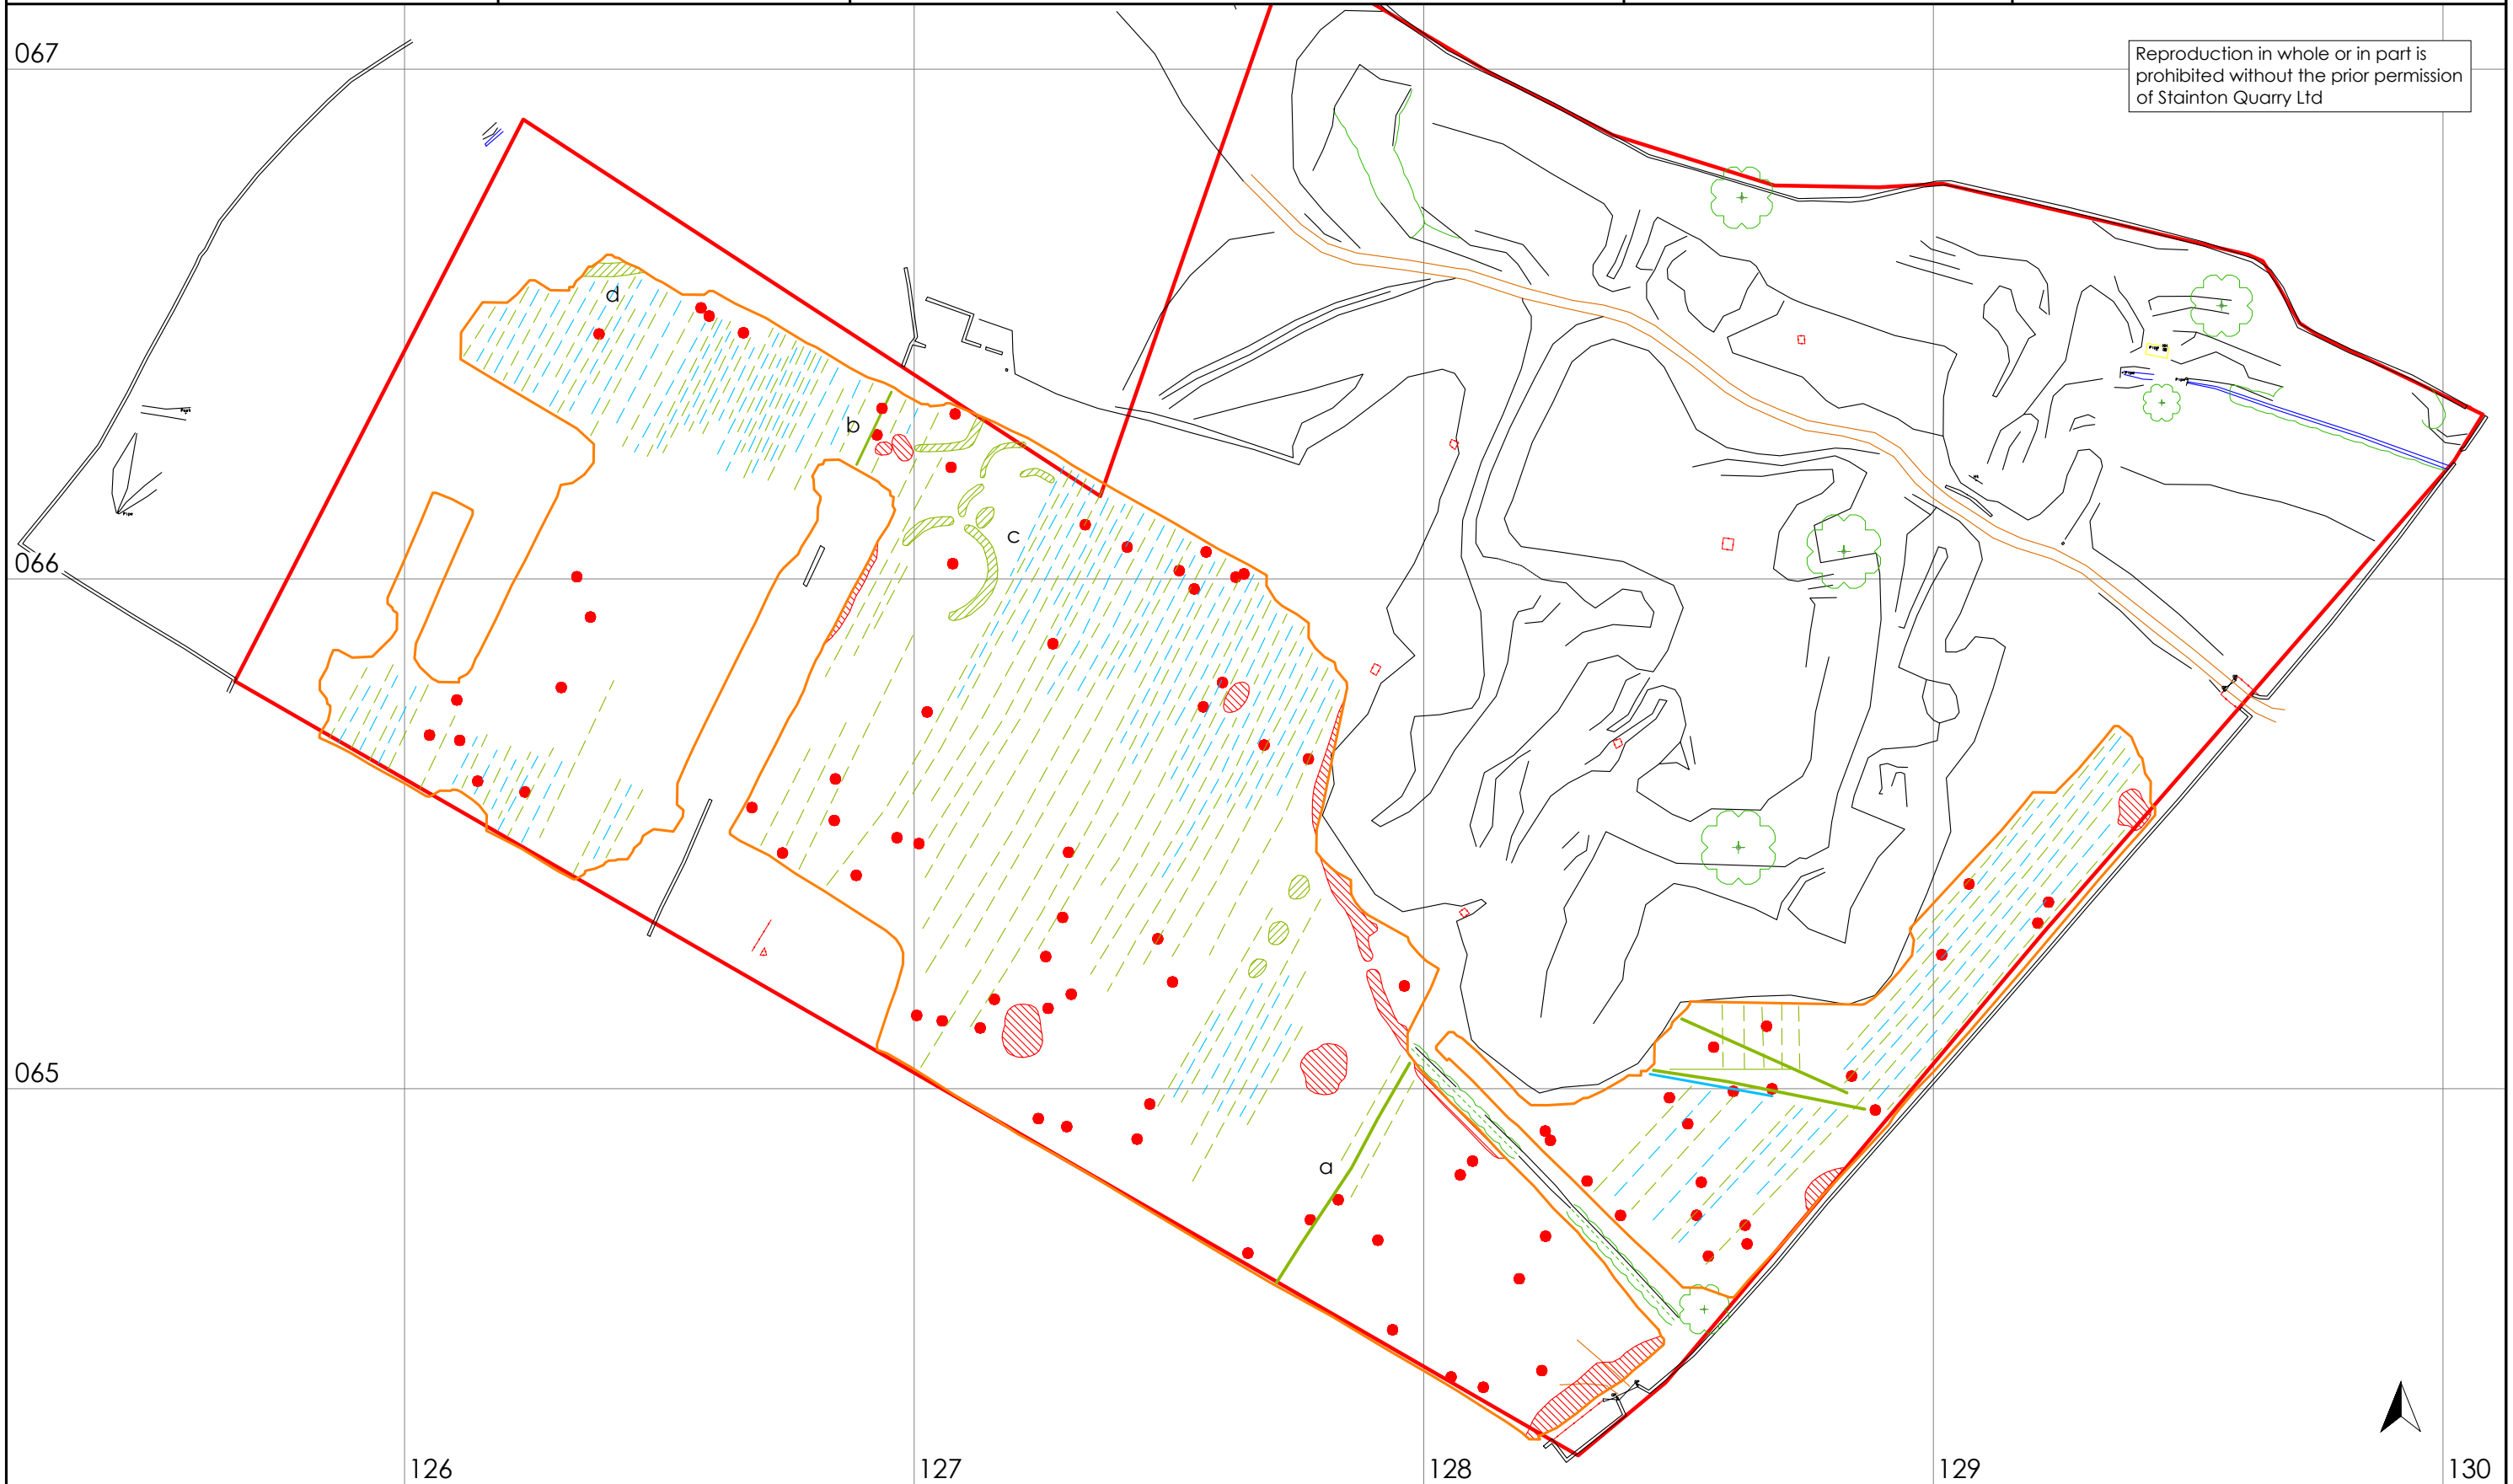 067
Reproduction in whole or in part is
prohibited without the prior permission
of Stainton Quarry Ltd
d
b
c
066
065
a
126
127
128
129
130